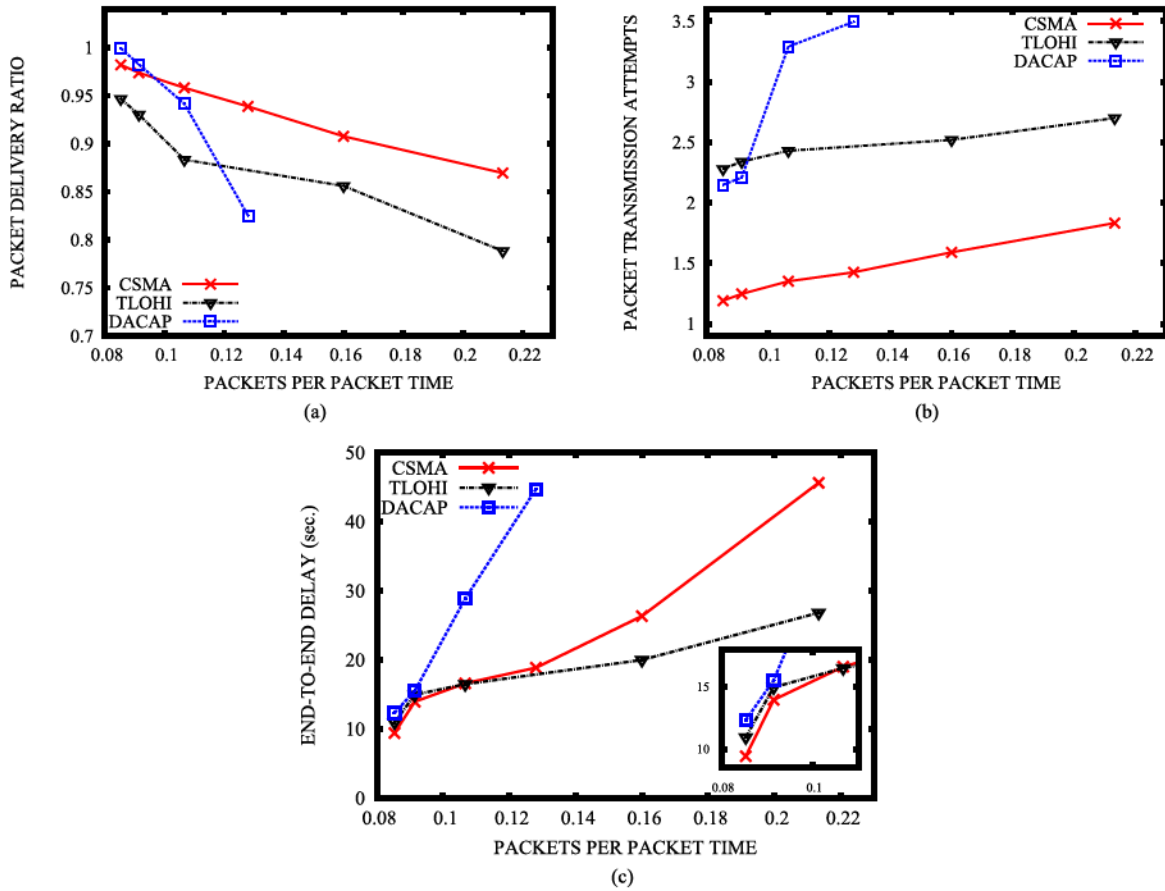 PACKET DELIVERY RATIO
1
0.95
0.9
0.85
0.8
0.75
0.7
CSMA
TLOHI
DACAP
0.08 0.1 0.12 0.14 0.16 0.18 0.2 0.22
PACKETS PER PACKET TIME
(a)
PACKET TRANSMISSION ATTEMPTS
3.5
3
2.5
2
1.5
1
CSMA
TLOHI
DACAP
0.08 0.1 0.12 0.14 0.16 0.18 0.2 0.22
PACKETS PER PACKET TIME
(b)
END-TO-END DELAY (sec.)
50
40
30
20
10
0
CSMA
TLOHI
DACAP
15
10
0.08 0.1
0.08 0.1 0.12 0.14 0.16 0.18 0.2 0.22
PACKETS PER PACKET TIME
(c)